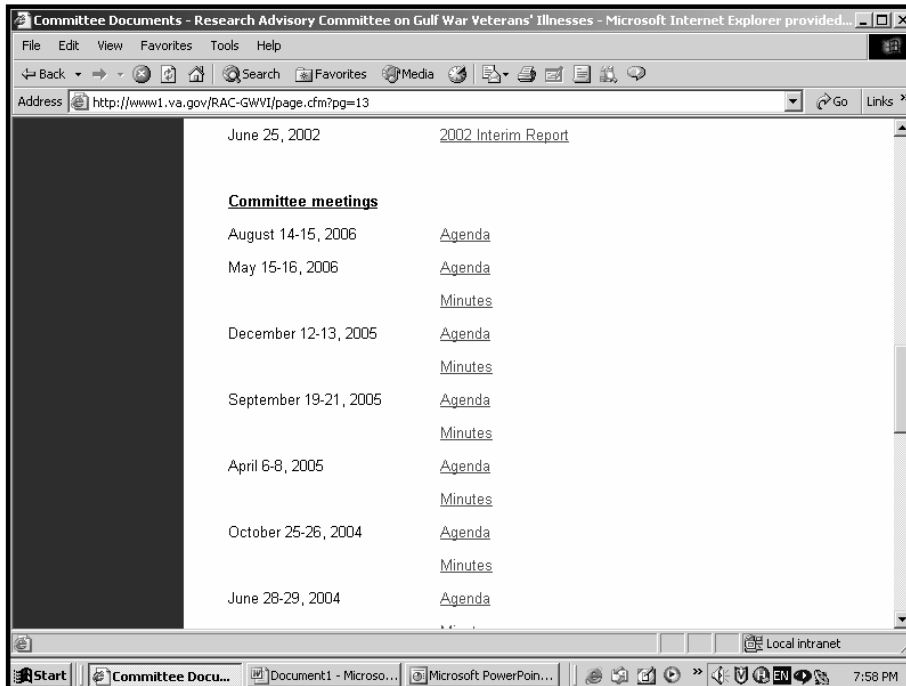 Committee Documents - Research Advisory Committee on Gulf War Veterans' Illnesses - Microsoft Internet Explorer provided...
File Edit View Favorites Tools Help
Back Search Favorites Media
Address http://www1.va.gov/RAC-GWVI/page.cfm?pg=13 Go Links »
June 25, 2002 2002 Interim Report
Committee meetings
August 14-15, 2006 Agenda
May 15-16, 2006 Agenda
Minutes
December 12-13, 2005 Agenda
Minutes
September 19-21, 2005 Agenda
Minutes
April 6-8, 2005 Agenda
Minutes
October 25-26, 2004 Agenda
Minutes
June 28-29, 2004 Agenda
Local intranet
Start Committee Docu... Document1 - Microso... Microsoft PowerPoin... » EN 7:58 PM